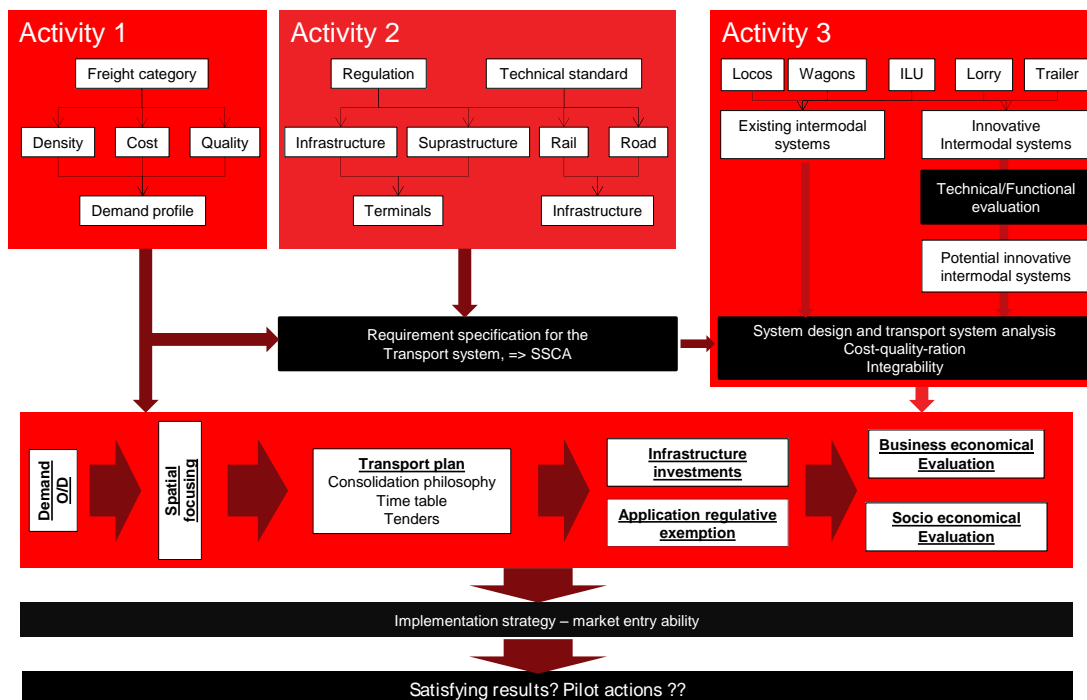 Activity 1
Freight category
Density
Cost
Quality
Demand profile
Activity 2
Regulation
Technical standard
Infrastructure
Suprastructure
Rail
Road
Terminals
Infrastructure
Activity 3
Locos
Wagons
ILU
Lorry
Trailer
Existing intermodal
systems
Innovative
Intermodal systems
Technical/Functional
evaluation
Potential innovative
intermodal systems
Requirement specification for the
Transport system, => SSCA
System design and transport system analysis
Cost-quality-ration
Integrability
Demand
O/D
Spatial
focusing
Transport plan
Consolidation philosophy
Time table
Tenders
Infrastructure
investments
Application regulative
exemption
Business economical
Evaluation
Socio economical
Evaluation
Implementation strategy – market entry ability
Satisfying results? Pilot actions ??